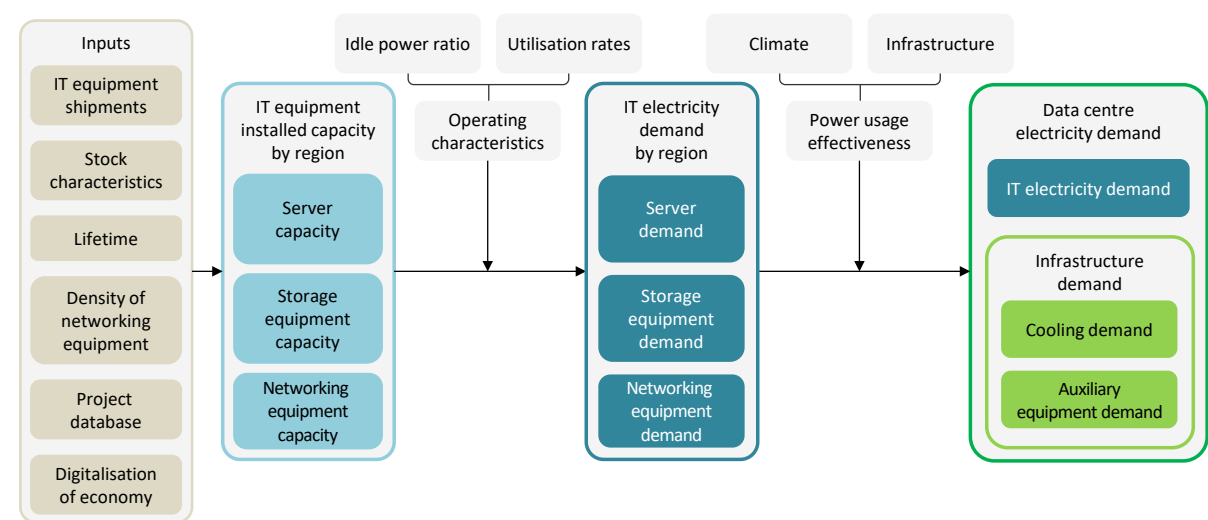 Inputs
IT equipment
shipments
Stock
characteristics
Lifetime
Density of
networking
equipment
Project
database
Digitalisation
of economy
IT equipment
installed capacity
by region
Server
capacity
Storage
equipment
capacity
Networking
equipment
capacity
Idle power ratio
Utilisation rates
Operating
characteristics
IT electricity
demand
by region
Server
demand
Storage
equipment
demand
Networking
equipment
demand
Climate
Infrastructure
Power usage
effectiveness
Data centre
electricity demand
IT electricity demand
Infrastructure
demand
Cooling demand
Auxiliary
equipment demand